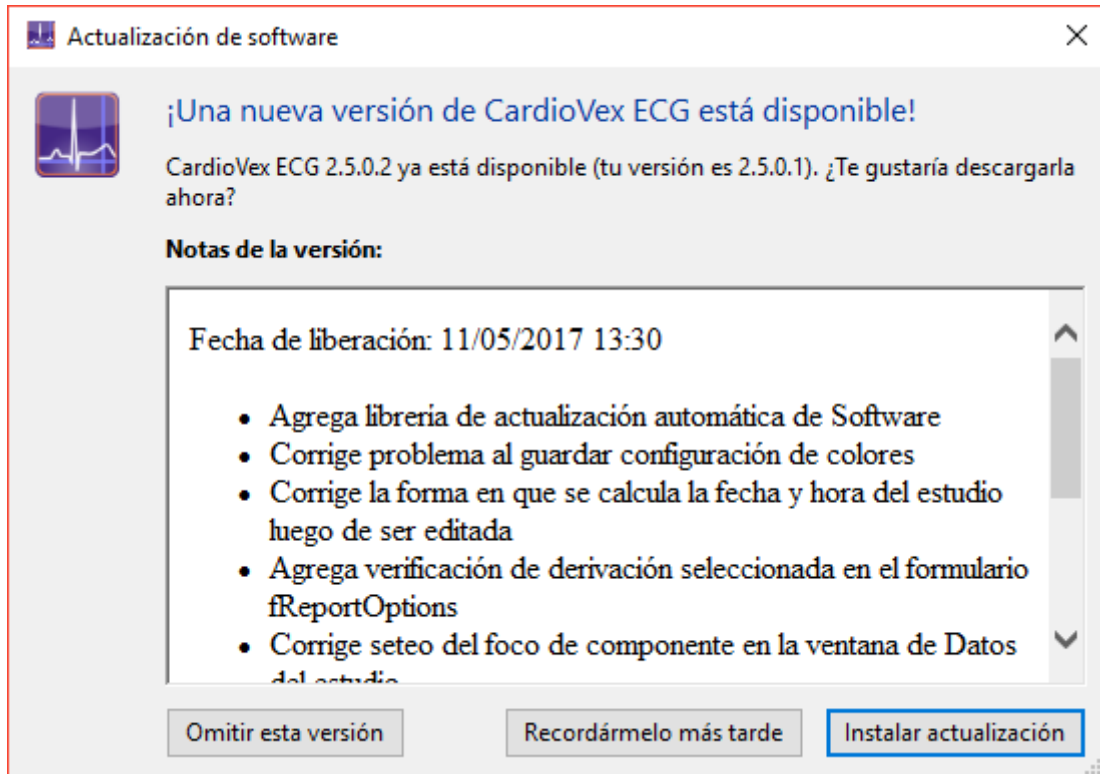 Actualización de software
¡Una nueva versión de CardioVex ECG está disponible!
CardioVex ECG 2.5.0.2 ya está disponible (tu versión es 2.5.0.1). ¿Te gustaría descargarla
ahora?
Notas de la versión:
Fecha de liberación: 11/05/2017 13:30
• Agrega libreria de actualización automática de Software
• Corrige problema al guardar configuración de colores
• Corrige la forma en que se calcula la fecha y hora del estudio
luego de ser editada
• Agrega verificación de derivación seleccionada en el formulario
fReportOptions
• Corrige seteo del foco de componente en la ventana de Datos
del estudio
Omitir esta versión
Recordármelo más tarde
Instalar actualización